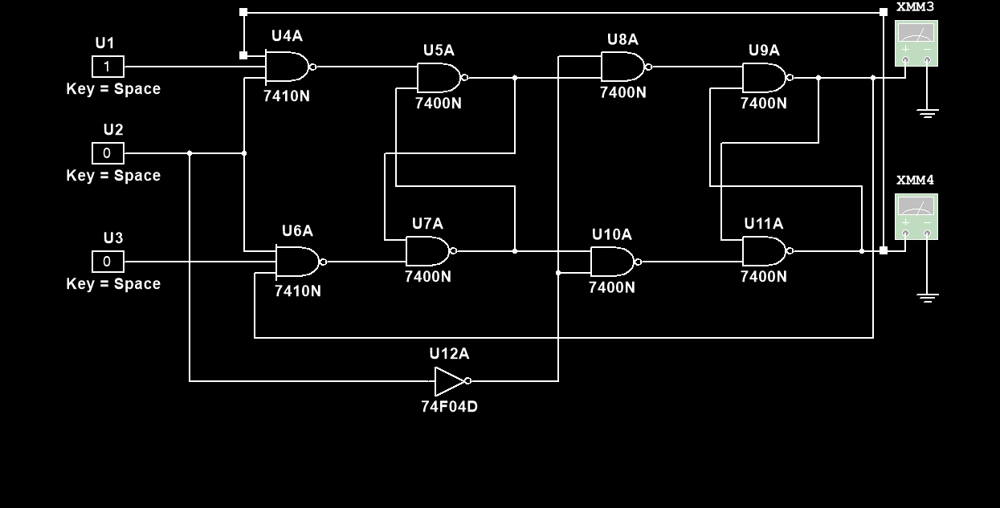 XMM3
U4A
U8A
U1
U5A
U9A
1
+ −
Key = Space
7410N
7400N
7400N
7400N
U2
0
Key = Space
XMM4
U7A
U11A
U6A
U10A
+ −
U3
0
7400N
7400N
Key = Space
7410N
7400N
U12A
74F04D